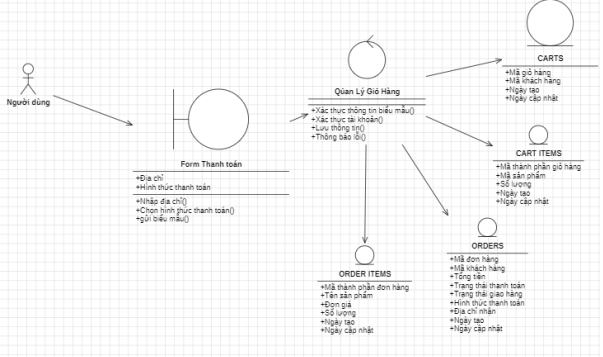 Người dùng
Form Thanh toán
+Địa chỉ
+Hình thức thanh toán
+Nhập địa chỉ()
+Chọn hình thức thanh toán()
+gửi biểu mẫu()
Qủan Lý Giỏ Hàng
+Xác thực thông tin biểu mẫu()
+Xác thực tài khoản()
+Lưu thông tin()
+Thông báo lỗi()
CARTS
+Mã giỏ hàng
+Mã khách hàng
+Ngày tạo
+Ngày cập nhật
CART ITEMS
+Mã thành phần giỏ hàng
+Mã sản phẩm
+Số lượng
+Ngày tạo
+Ngày cập nhật
ORDER ITEMS
+Mã thành phần đơn hàng
+Tên sản phẩm
+Đơn giá
+Số lượng
+Ngày tạo
+Ngày cập nhật
ORDERS
+Mã đơn hàng
+Mã khách hàng
+Tổng tiền
+Trạng thái thanh toán
+Trạng thái giao hàng
+Hình thức thanh toán
+Địa chỉ nhận
+Ngày tạo
+Ngày cập nhật